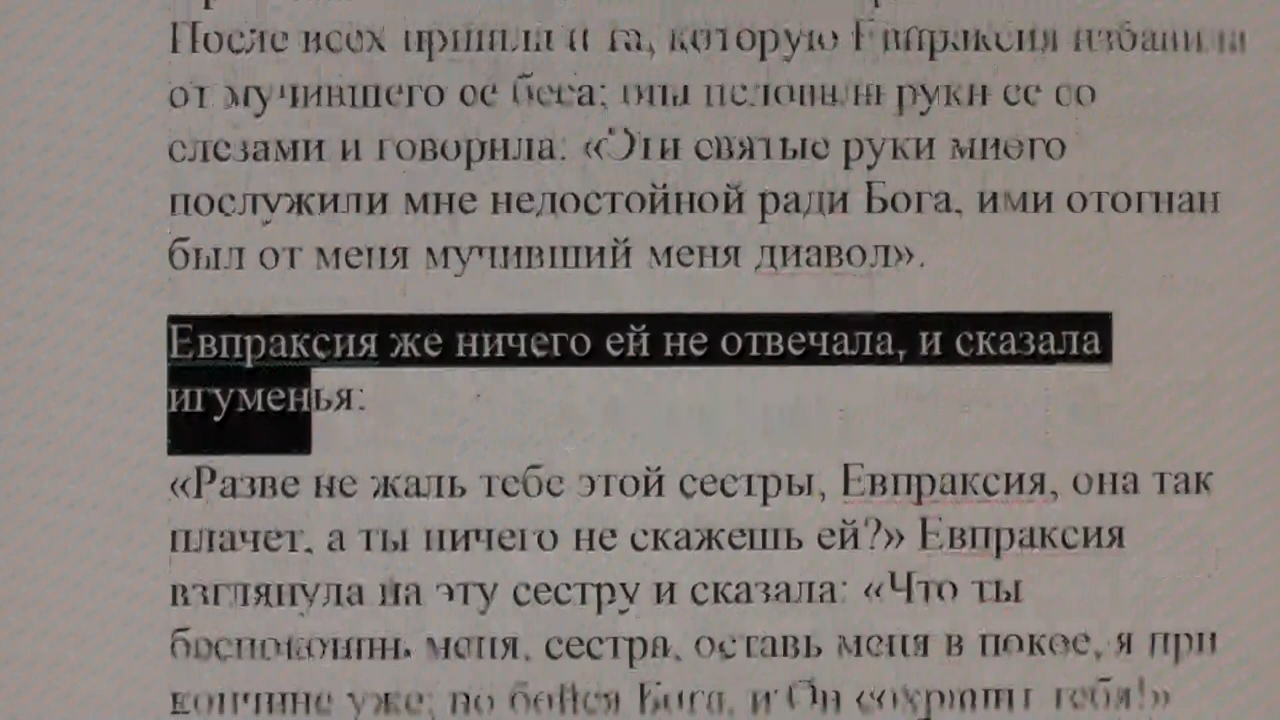 После всех пришла и та, которую Евпраксия избавила
от мучившего ее беса; она целовала руки ее со
слезами и говорила: «Эти святые руки много
послужили мне недостойной ради Бога, ими отогнан
был от меня мучивший меня диавол».
Евпраксия же ничего ей не отвечала, и сказала
игуменья:
«Разве не жаль тебе этой сестры, Евпраксия, она так
плачет, а ты ничего не скажешь ей?» Евпраксия
взглянула на эту сестру и сказала: «Что ты
беспокоишь меня, сестра, оставь меня в покое, я при
кончине уже; но бойся Бога, и Он сохранит тебя!»